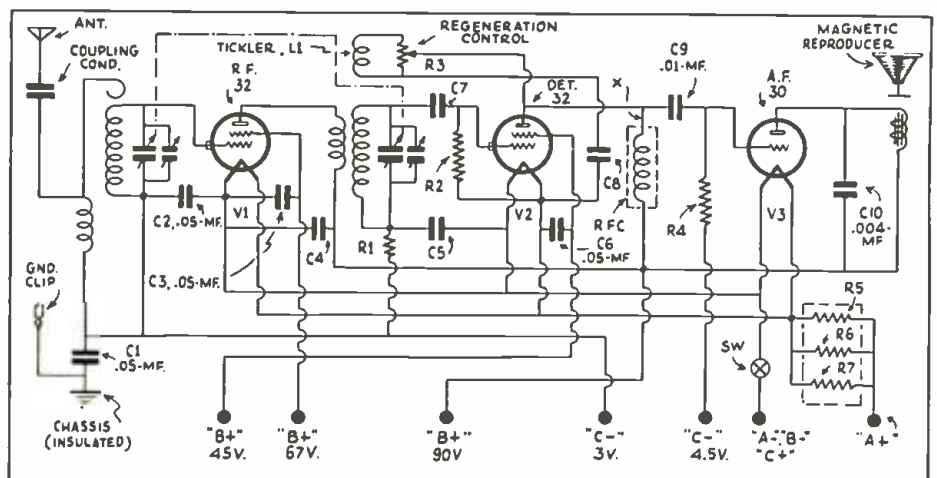 ANT.
COUPLING
COND.
TICKLER, L1
REGENERATION
CONTROL
R3
R.F.
32
C7
DET.
32
X
C9
.01-MF.
A.F.
30
MAGNETIC
REPRODUCER
R2
C8
RFC
R4
C2, .05-MF.
V1
C3, .05-MF.
C4
R1
C5
V2
C6
.05-MF
V3
C10
.004-
MF
GND.
CLIP
C1
.05-MF.
CHASSIS
(INSULATED)
R5
R6
R7
SW
"B+"
45V.
"B+"
67V.
"B+"
90V
"C-"
3V.
"C-"
4.5V.
"A-","B-"
"C+"
"A+"